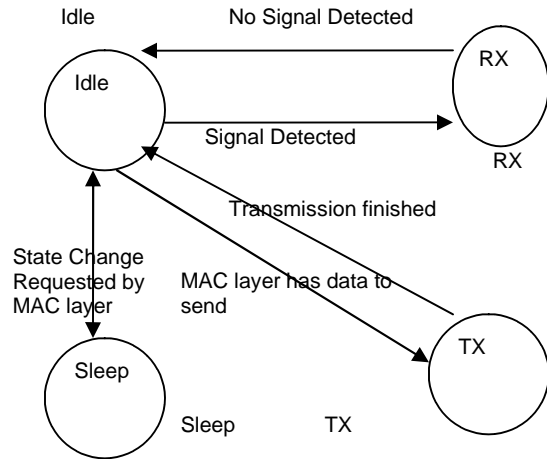 Idle
No Signal Detected
Idle
RX
Signal Detected
RX
Transmission finished
State Change
Requested by
MAC layer
MAC layer has data to
send
Sleep
TX
Sleep
TX